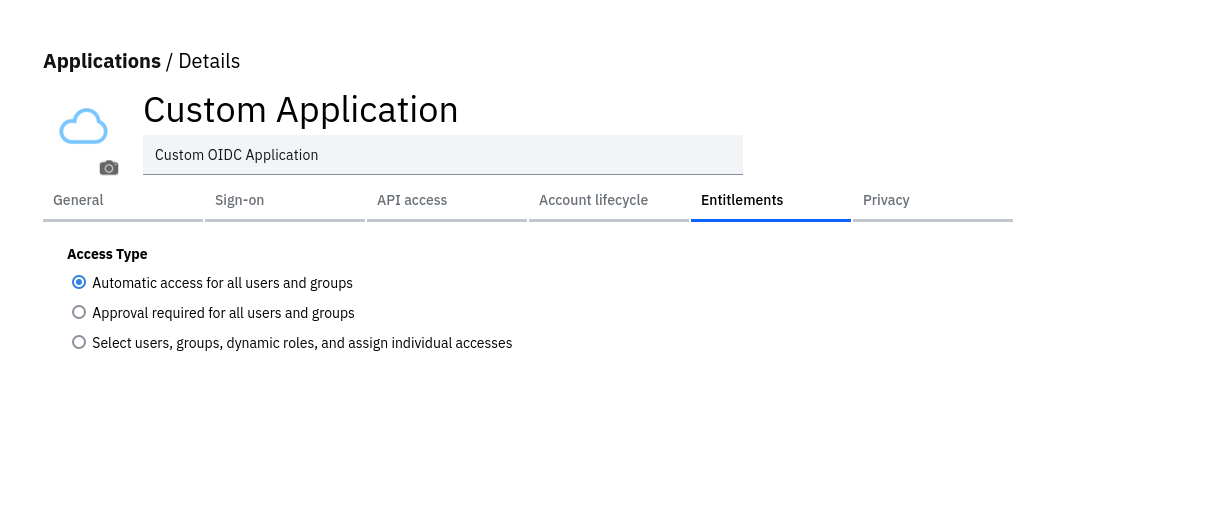 Applications / Details
Custom Application
Custom OIDC Application
General Sign-on API access Account lifecycle Entitlements Privacy
Access Type
Automatic access for all users and groups
Approval required for all users and groups
Select users, groups, dynamic roles, and assign individual accesses